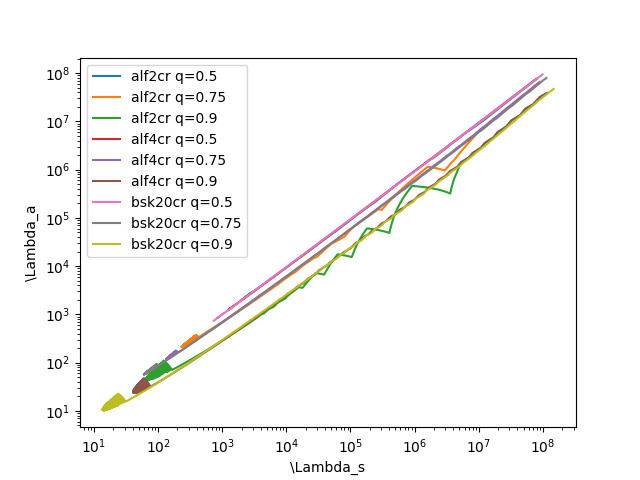 10^8
10^7
10^6
10^5
10^4
10^3
10^2
10^1
\Lambda_a
alf2cr q=0.5
alf2cr q=0.75
alf2cr q=0.9
alf4cr q=0.5
alf4cr q=0.75
alf4cr q=0.9
bsk20cr q=0.5
bsk20cr q=0.75
bsk20cr q=0.9
10^1 10^2 10^3 10^4 10^5 10^6 10^7 10^8
\Lambda_s